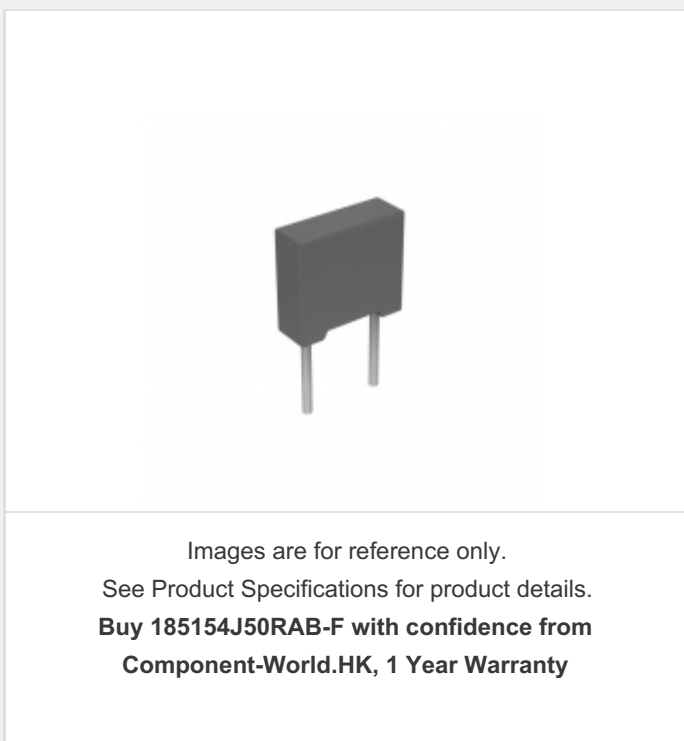 Images are for reference only.
See Product Specifications for product details.
Buy 185154J50RAB-F with confidence from
Component-World.HK, 1 Year Warranty